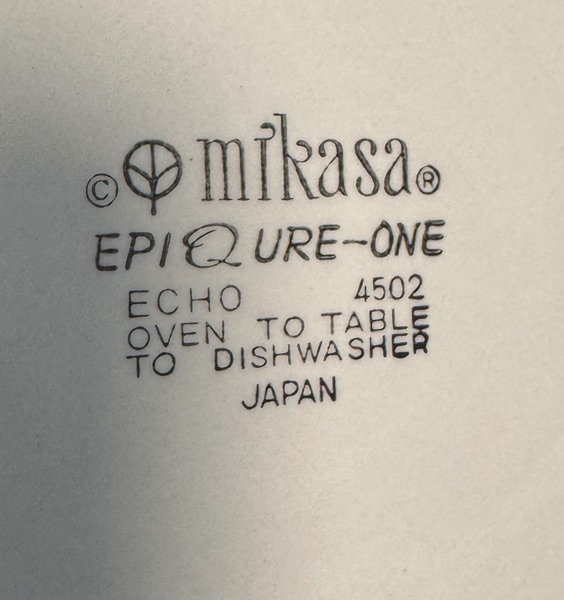 © mikasa®
EPIQURE-ONE
ECHO 4502
OVEN TO TABLE
TO DISHWASHER
JAPAN